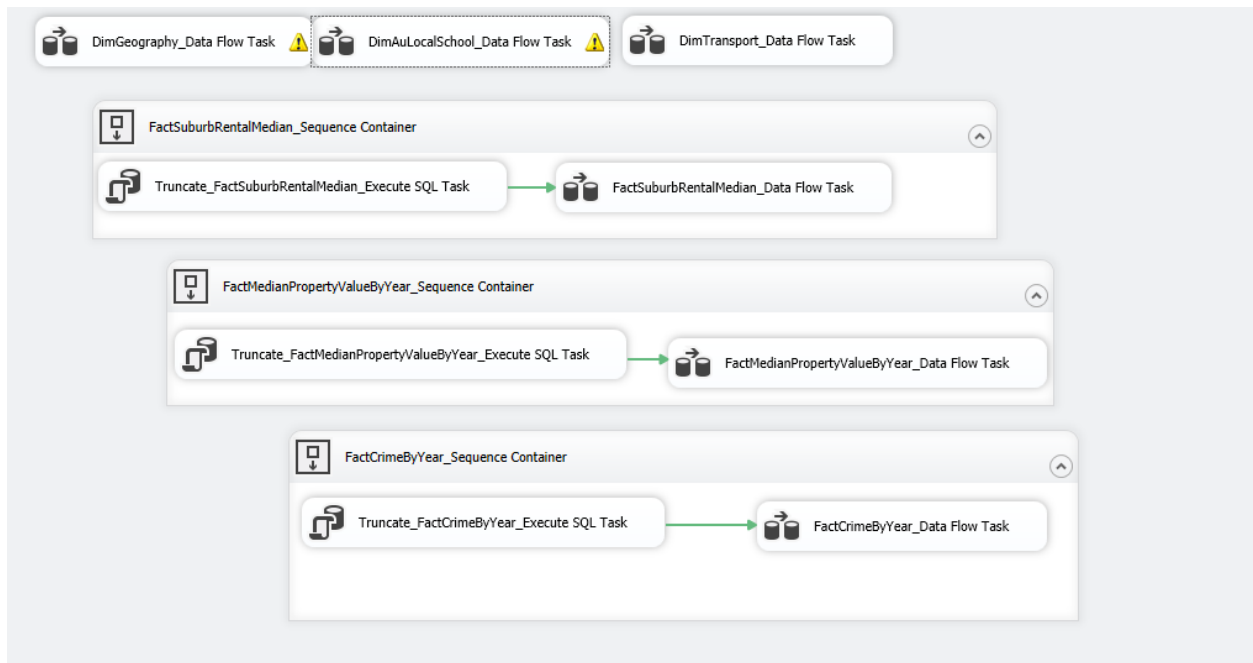 DimGeography_Data Flow Task
DimAuLocalSchool_Data Flow Task
DimTransport_Data Flow Task
FactSuburbRentalMedian_Sequence Container
Truncate_FactSuburbRentalMedian_Execute SQL Task
FactSuburbRentalMedian_Data Flow Task
FactMedianPropertyValueByYear_Sequence Container
Truncate_FactMedianPropertyValueByYear_Execute SQL Task
FactMedianPropertyValueByYear_Data Flow Task
FactCrimeByYear_Sequence Container
Truncate_FactCrimeByYear_Execute SQL Task
FactCrimeByYear_Data Flow Task